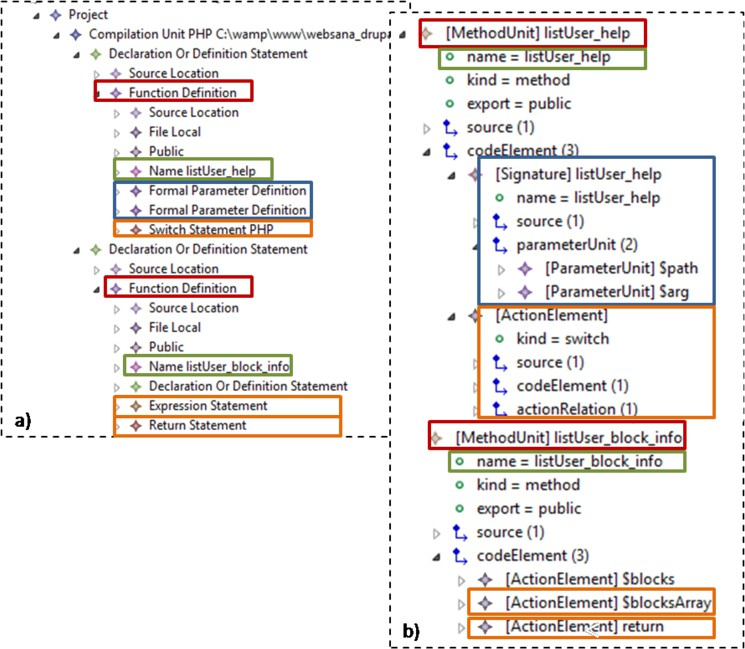 Project
Compilation Unit PHP C:\wamp\www\websana_drupa
Declaration Or Definition Statement
Source Location
Function Definition
Source Location
File Local
Public
Name listUser_help
Formal Parameter Definition
Formal Parameter Definition
Switch Statement PHP
Declaration Or Definition Statement
Source Location
Function Definition
Source Location
File Local
Public
Name listUser_block_info
Declaration Or Definition Statement
Expression Statement
Return Statement
a)
[MethodUnit] listUser_help
name = listUser_help
kind = method
export = public
source (1)
codeElement (3)
[Signature] listUser_help
name = listUser_help
source (1)
parameterUnit (2)
[ParameterUnit] $path
[ParameterUnit] $arg
[ActionElement]
kind = switch
source (1)
codeElement (1)
actionRelation (1)
[MethodUnit] listUser_block_info
name = listUser_block_info
kind = method
export = public
source (1)
codeElement (3)
[ActionElement] $blocks
[ActionElement] $blocksArray
[ActionElement] return
b)